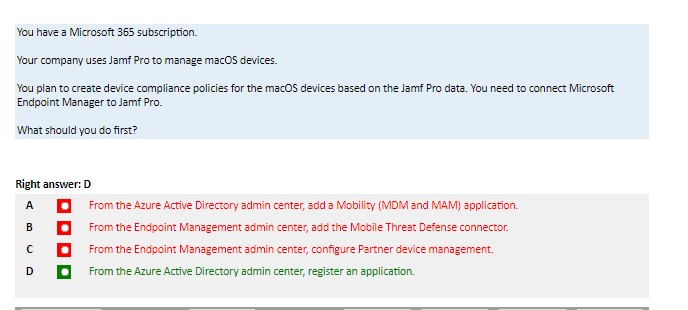 You have a Microsoft 365 subscription.
Your company uses Jamf Pro to manage macOS devices.
You plan to create device compliance policies for the macOS devices based on the Jamf Pro data. You need to connect Microsoft
Endpoint Manager to Jamf Pro.
What should you do first?
Right answer: D
A From the Azure Active Directory admin center, add a Mobility (MDM and MAM) application.
B From the Endpoint Management admin center, add the Mobile Threat Defense connector.
C From the Endpoint Management admin center, configure Partner device management.
D From the Azure Active Directory admin center, register an application.